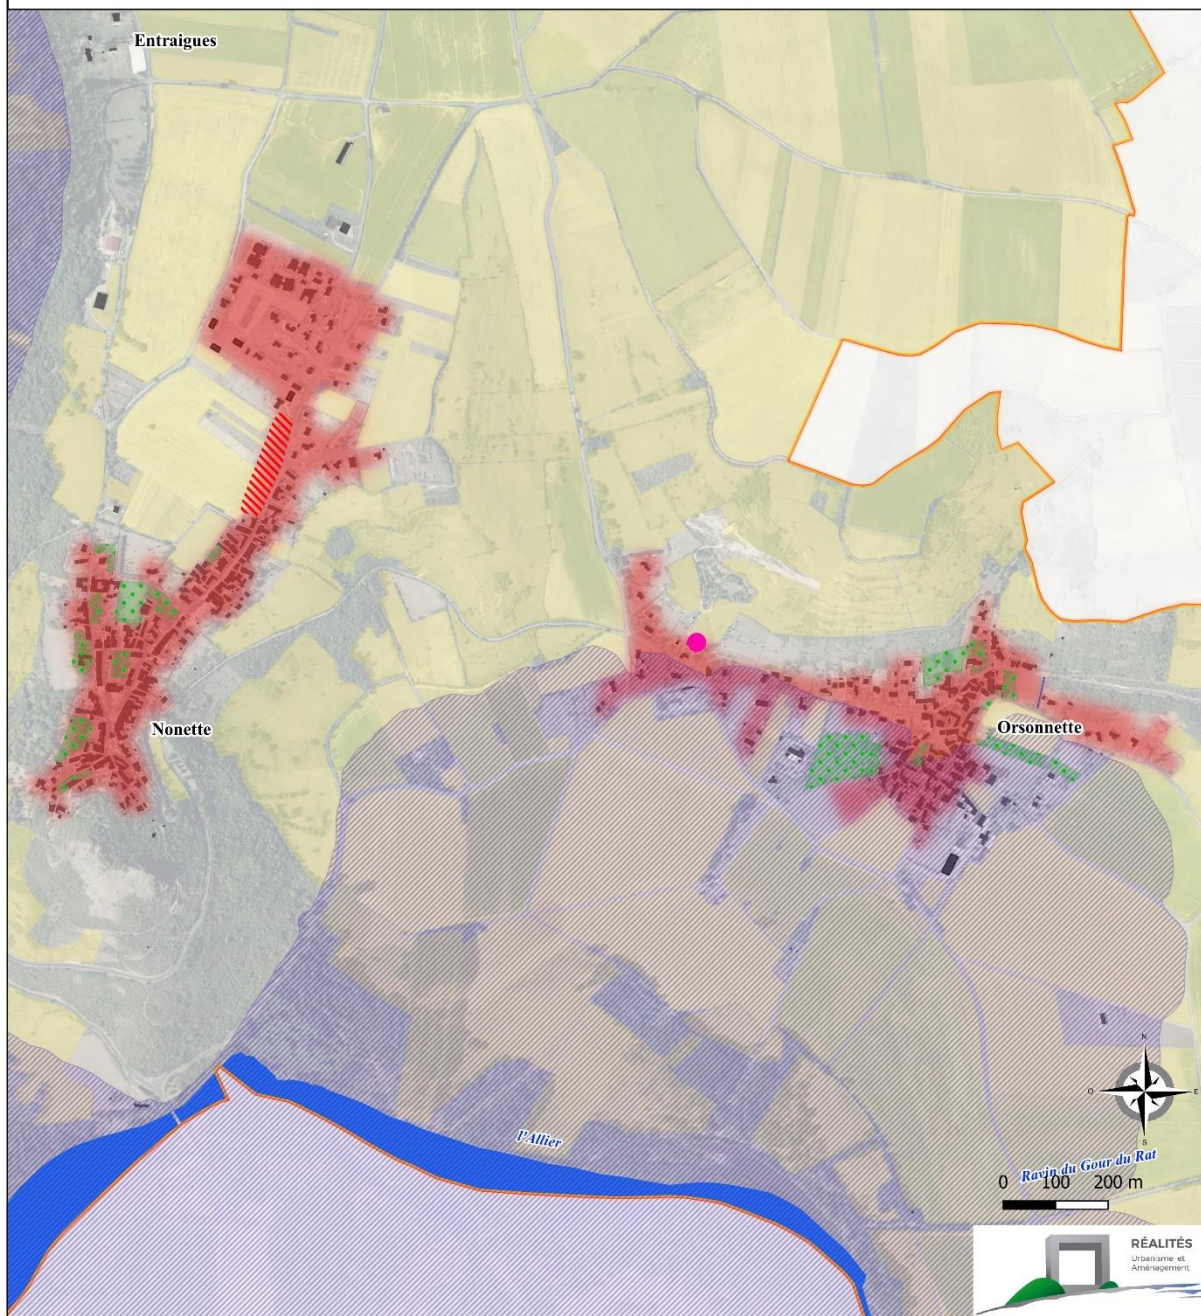 Entraigues
Nonette
Orsonnette
N
O
E
S
l'Allier
Ravin du Gour du Rat
0 100 200 m
RÉALITÉS
Urbanisme et
Aménagement